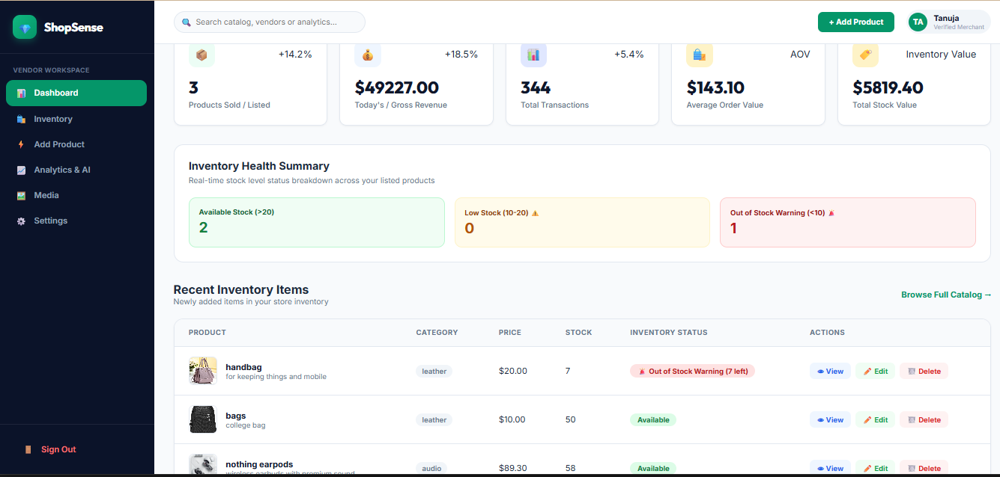 ShopSense
Search catalog, vendors or analytics...
+ Add Product
TA
Tanuja
Verified Merchant
VENDOR WORKSPACE
Dashboard
Inventory
Add Product
Analytics & AI
Media
Settings
Sign Out
+14.2%
3
Products Sold / Listed
+18.5%
$49227.00
Today's / Gross Revenue
+5.4%
344
Total Transactions
AOV
$143.10
Average Order Value
Inventory Value
$5819.40
Total Stock Value
Inventory Health Summary
Real-time stock level status breakdown across your listed products
Available Stock (>20)
2
Low Stock (10-20)
0
Out of Stock Warning (<10)
1
Recent Inventory Items
Newly added items in your store inventory
Browse Full Catalog →
PRODUCT CATEGORY PRICE STOCK INVENTORY STATUS ACTIONS
handbag
for keeping things and mobile
leather $20.00 7 Out of Stock Warning (7 left) View Edit Delete
bags
college bag
leather $10.00 50 Available View Edit Delete
nothing earpods
wireless earbuds with premium sound
audio $89.30 58 Available View Edit Delete